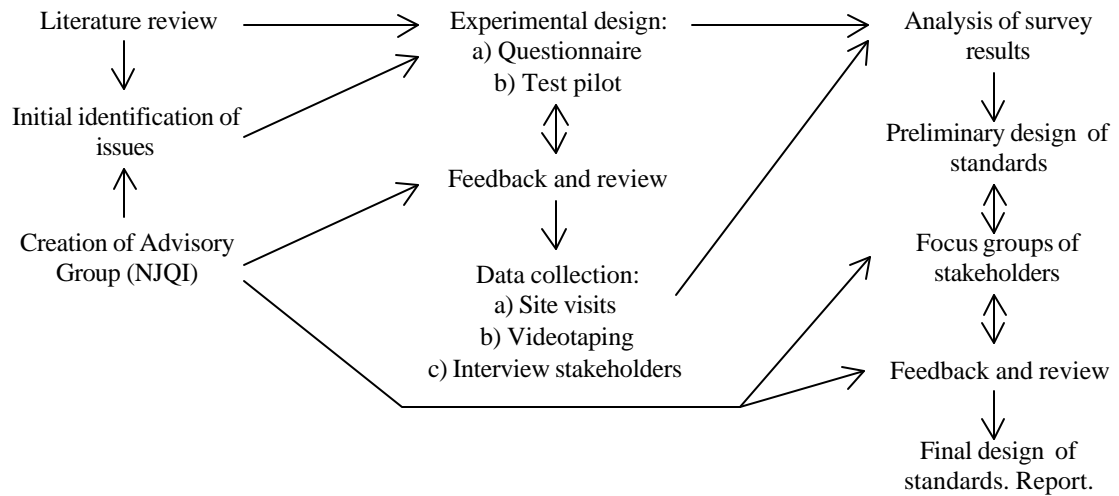 Literature review
Initial identification of
issues
Creation of Advisory
Group (NJQI)
Experimental design:
a) Questionnaire
b) Test pilot
Feedback and review
Data collection:
a) Site visits
b) Videotaping
c) Interview stakeholders
Analysis of survey
results
Preliminary design of
standards
Focus groups of
stakeholders
Feedback and review
Final design of
standards. Report.